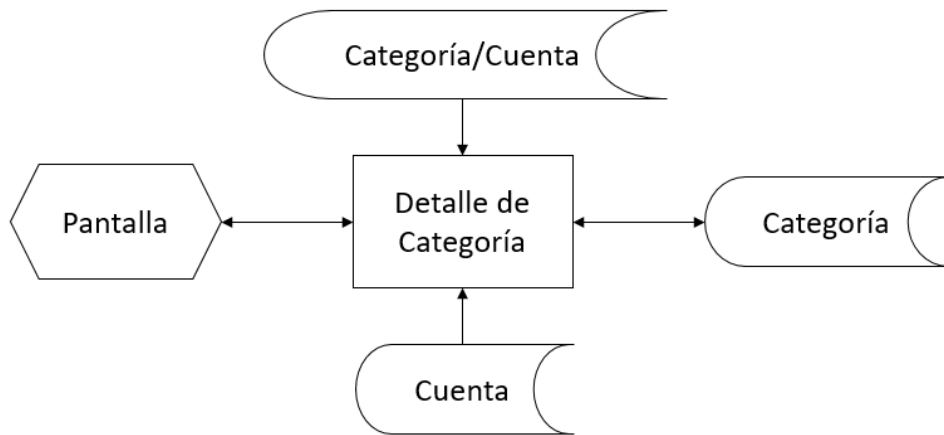 Categoría/Cuenta
Pantalla
Detalle de
Categoría
Categoría
Cuenta